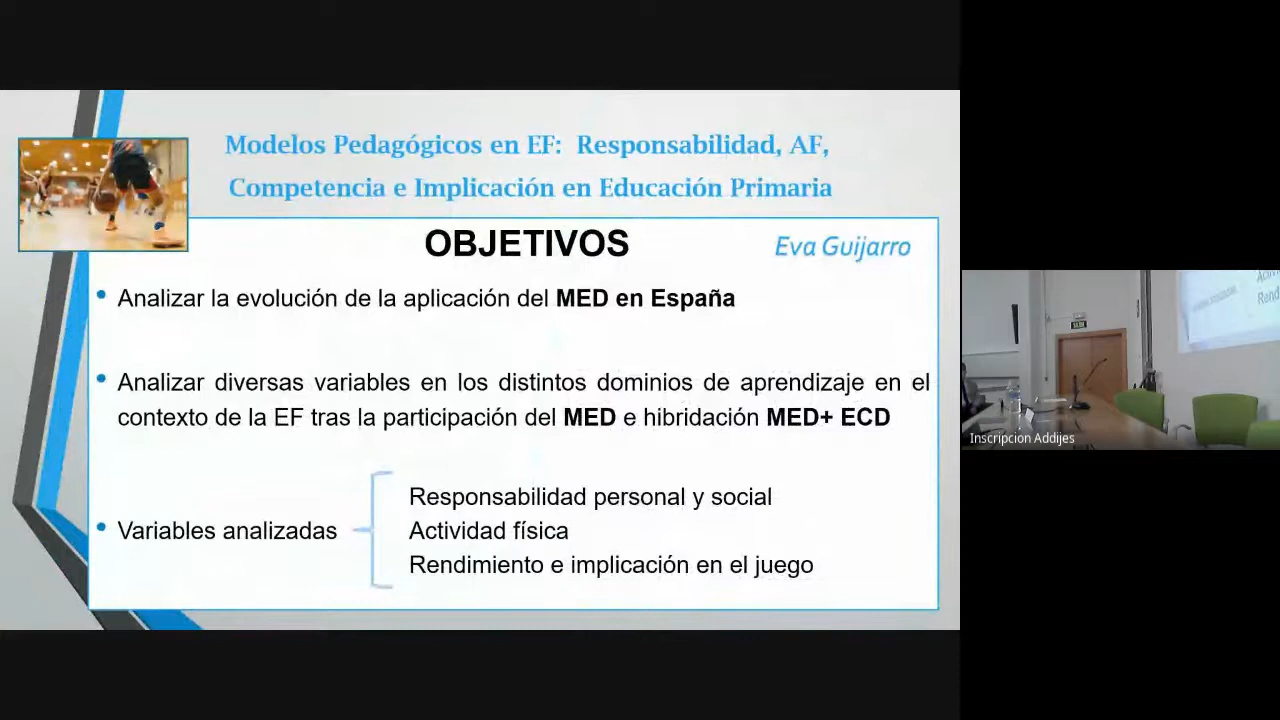 Modelos Pedagógicos en EF: Responsabilidad, AF,
Competencia e Implicación en Educación Primaria
OBJETIVOS
Eva Guijarro
• Analizar la evolución de la aplicación del MED en España
• Analizar diversas variables en los distintos dominios de aprendizaje en el
contexto de la EF tras la participación del MED e hibridación MED+ ECD
• Variables analizadas
Responsabilidad personal y social
Actividad física
Rendimiento e implicación en el juego
Inscripcion Addijes